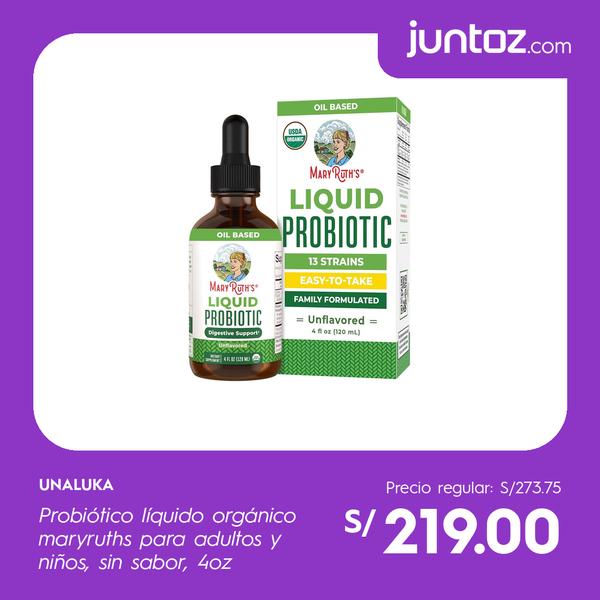 juntoz.com
OIL BASED
USDA
ORGANIC
MARYRUTH'S®
LIQUID
PROBIOTIC
13 STRAINS
EASY-TO-TAKE
FAMILY FORMULATED
Unflavored
4 fl oz (120 mL)
OIL BASED
MARYRUTH'S®
LIQUID
PROBIOTIC
Digestive Support†
Unflavored
DIETARY
SUPPLEMENT
4 FL OZ (120 ML)
UNALUKA
Probiótico líquido orgánico
maryruths para adultos y
niños, sin sabor, 4oz
Precio regular: S/273.75
S/ 219.00